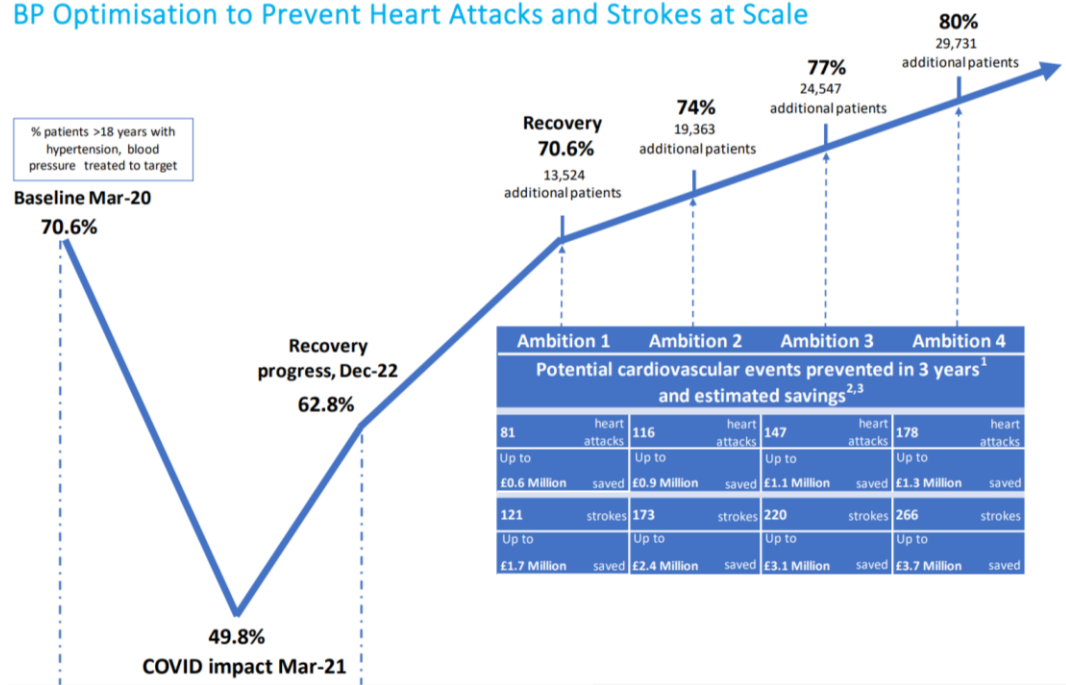 BP Optimisation to Prevent Heart Attacks and Strokes at Scale
% patients >18 years with
hypertension, blood
pressure treated to target
Baseline Mar-20
70.6%
49.8%
COVID impact Mar-21
Recovery
progress, Dec-22
62.8%
Recovery
70.6%
13,524
additional patients
74%
19,363
additional patients
77%
24,547
additional patients
80%
29,731
additional patients
Ambition 1 Ambition 2 Ambition 3 Ambition 4
Potential cardiovascular events prevented in 3 years1
and estimated savings2,3
81 heart attacks 116 heart attacks 147 heart attacks 178 heart attacks
Up to Up to Up to Up to
£0.6 Million saved £0.9 Million saved £1.1 Million saved £1.3 Million saved
121 strokes 173 strokes 220 strokes 266 strokes
Up to Up to Up to Up to
£1.7 Million saved £2.4 Million saved £3.1 Million saved £3.7 Million saved